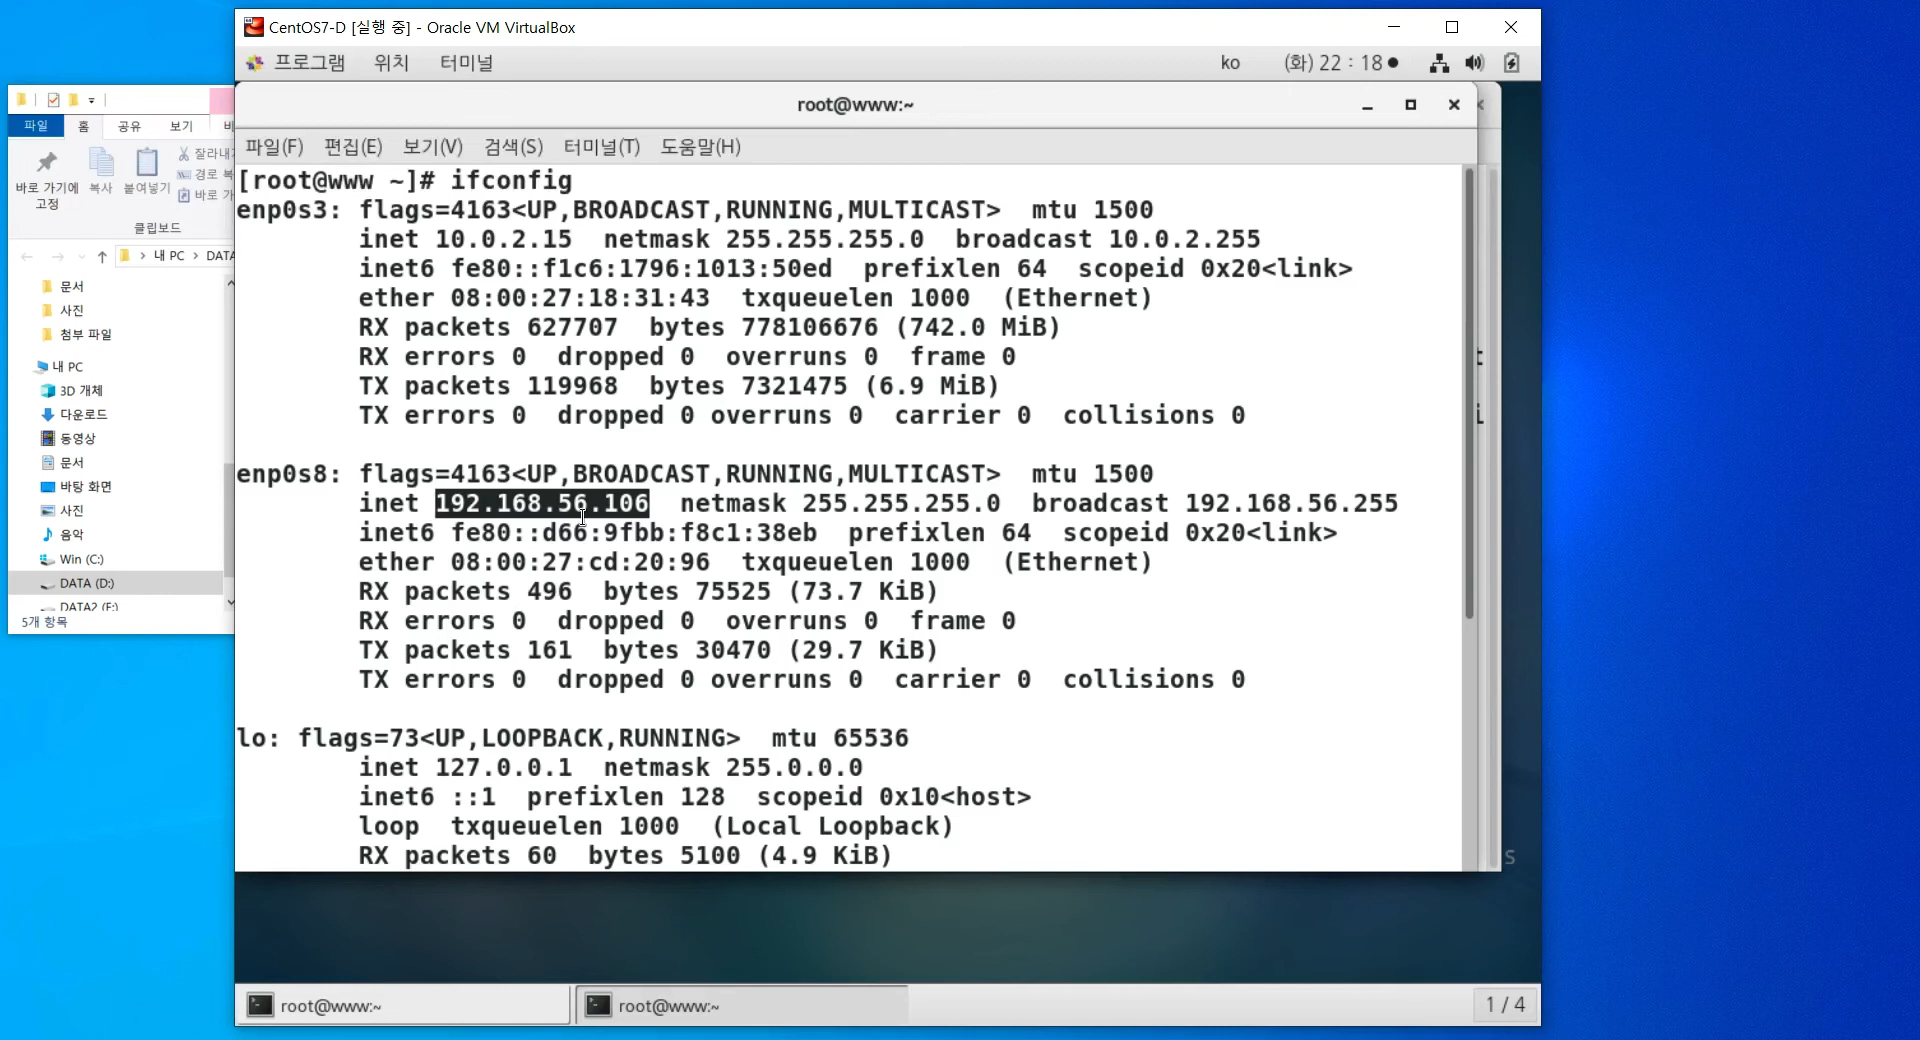 CentOS7-D [실행 중] - Oracle VM VirtualBox
프로그램 위치 터미널 ko (화) 22 : 18
root@www:~
파일(F) 편집(E) 보기(V) 검색(S) 터미널(T) 도움말(H)
[root@www ~]# ifconfig
enp0s3: flags=4163<UP,BROADCAST,RUNNING,MULTICAST>  mtu 1500
        inet 10.0.2.15  netmask 255.255.255.0  broadcast 10.0.2.255
        inet6 fe80::f1c6:1796:1013:50ed  prefixlen 64  scopeid 0x20<link>
        ether 08:00:27:18:31:43  txqueuelen 1000  (Ethernet)
        RX packets 627707  bytes 778106676 (742.0 MiB)
        RX errors 0  dropped 0  overruns 0  frame 0
        TX packets 119968  bytes 7321475 (6.9 MiB)
        TX errors 0  dropped 0 overruns 0  carrier 0  collisions 0
enp0s8: flags=4163<UP,BROADCAST,RUNNING,MULTICAST>  mtu 1500
        inet 192.168.56.106  netmask 255.255.255.0  broadcast 192.168.56.255
        inet6 fe80::d66:9fbb:f8c1:38eb  prefixlen 64  scopeid 0x20<link>
        ether 08:00:27:cd:20:96  txqueuelen 1000  (Ethernet)
        RX packets 496  bytes 75525 (73.7 KiB)
        RX errors 0  dropped 0  overruns 0  frame 0
        TX packets 161  bytes 30470 (29.7 KiB)
        TX errors 0  dropped 0 overruns 0  carrier 0  collisions 0
lo: flags=73<UP,LOOPBACK,RUNNING>  mtu 65536
        inet 127.0.0.1  netmask 255.0.0.0
        inet6 ::1  prefixlen 128  scopeid 0x10<host>
        loop  txqueuelen 1000  (Local Loopback)
        RX packets 60  bytes 5100 (4.9 KiB)
root@www:~ root@www:~ 1 / 4
파일 홈 공유 보기
잘라내
경로 복
바로 가
바로 가기에 고정 복사 붙여넣기
클립보드
내 PC > DATA
문서
사진
첨부 파일
내 PC
3D 개체
다운로드
동영상
문서
바탕 화면
사진
음악
Win (C:)
DATA (D:)
DATA2 (F:)
5개 항목